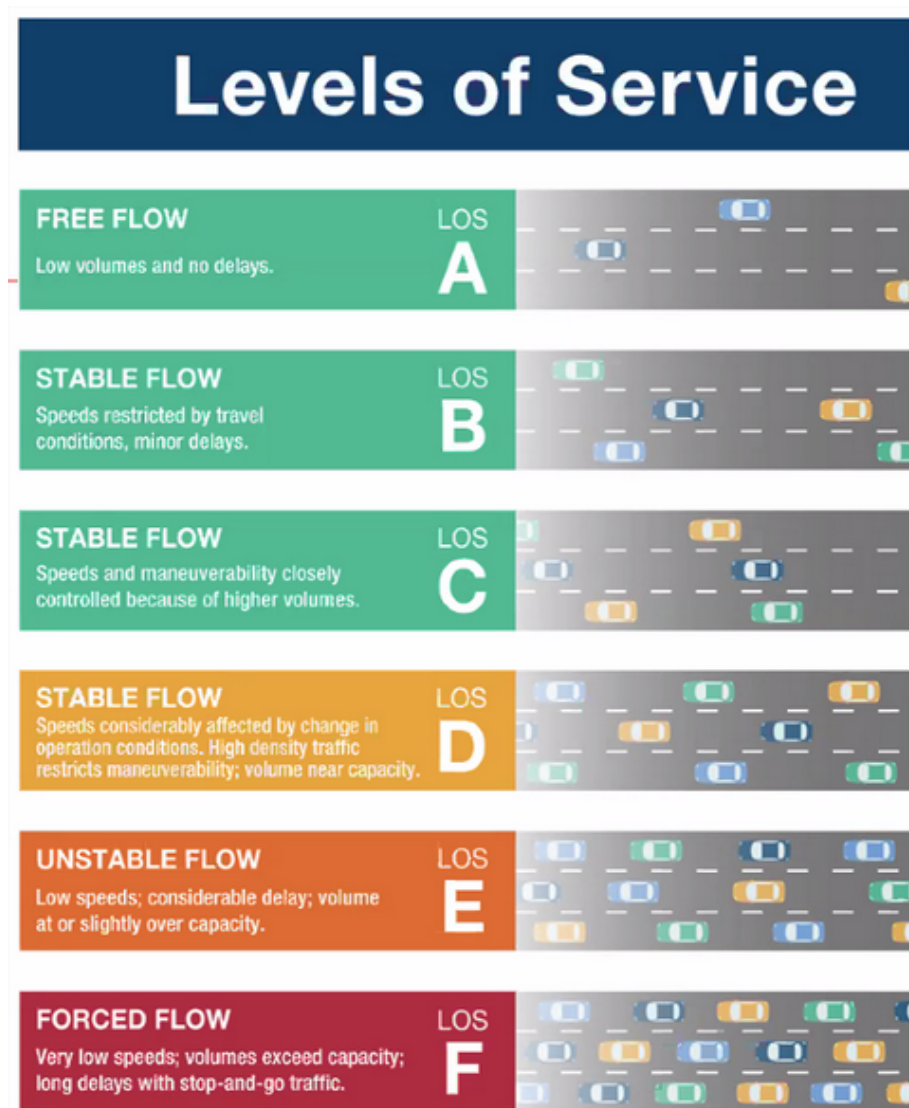 Levels of Service
FREE FLOW
Low volumes and no delays.
LOS
A
STABLE FLOW
Speeds restricted by travel
conditions, minor delays.
LOS
B
STABLE FLOW
Speeds and maneuverability closely
controlled because of higher volumes.
LOS
C
STABLE FLOW
Speeds considerably affected by change in
operation conditions. High density traffic
restricts maneuverability; volume near capacity.
LOS
D
UNSTABLE FLOW
Low speeds; considerable delay; volume
at or slightly over capacity.
LOS
E
FORCED FLOW
Very low speeds; volumes exceed capacity;
long delays with stop-and-go traffic.
LOS
F